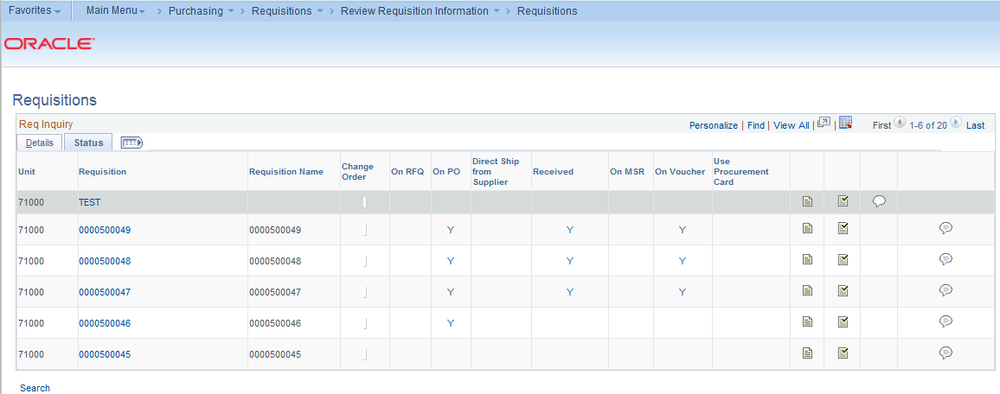 Favorites Main Menu > Purchasing > Requisitions > Review Requisition Information > Requisitions
ORACLE
Requisitions
Req Inquiry Personalize | Find | View All | | First 1-6 of 20 Last
Details Status
Unit Requisition Requisition Name Change Order On RFQ On PO Direct Ship from Supplier Received On MSR On Voucher Use Procurement Card
71000 TEST
71000 0000500049 0000500049 Y Y Y
71000 0000500048 0000500048 Y Y Y
71000 0000500047 0000500047 Y Y Y
71000 0000500046 0000500046 Y
71000 0000500045 0000500045
Search